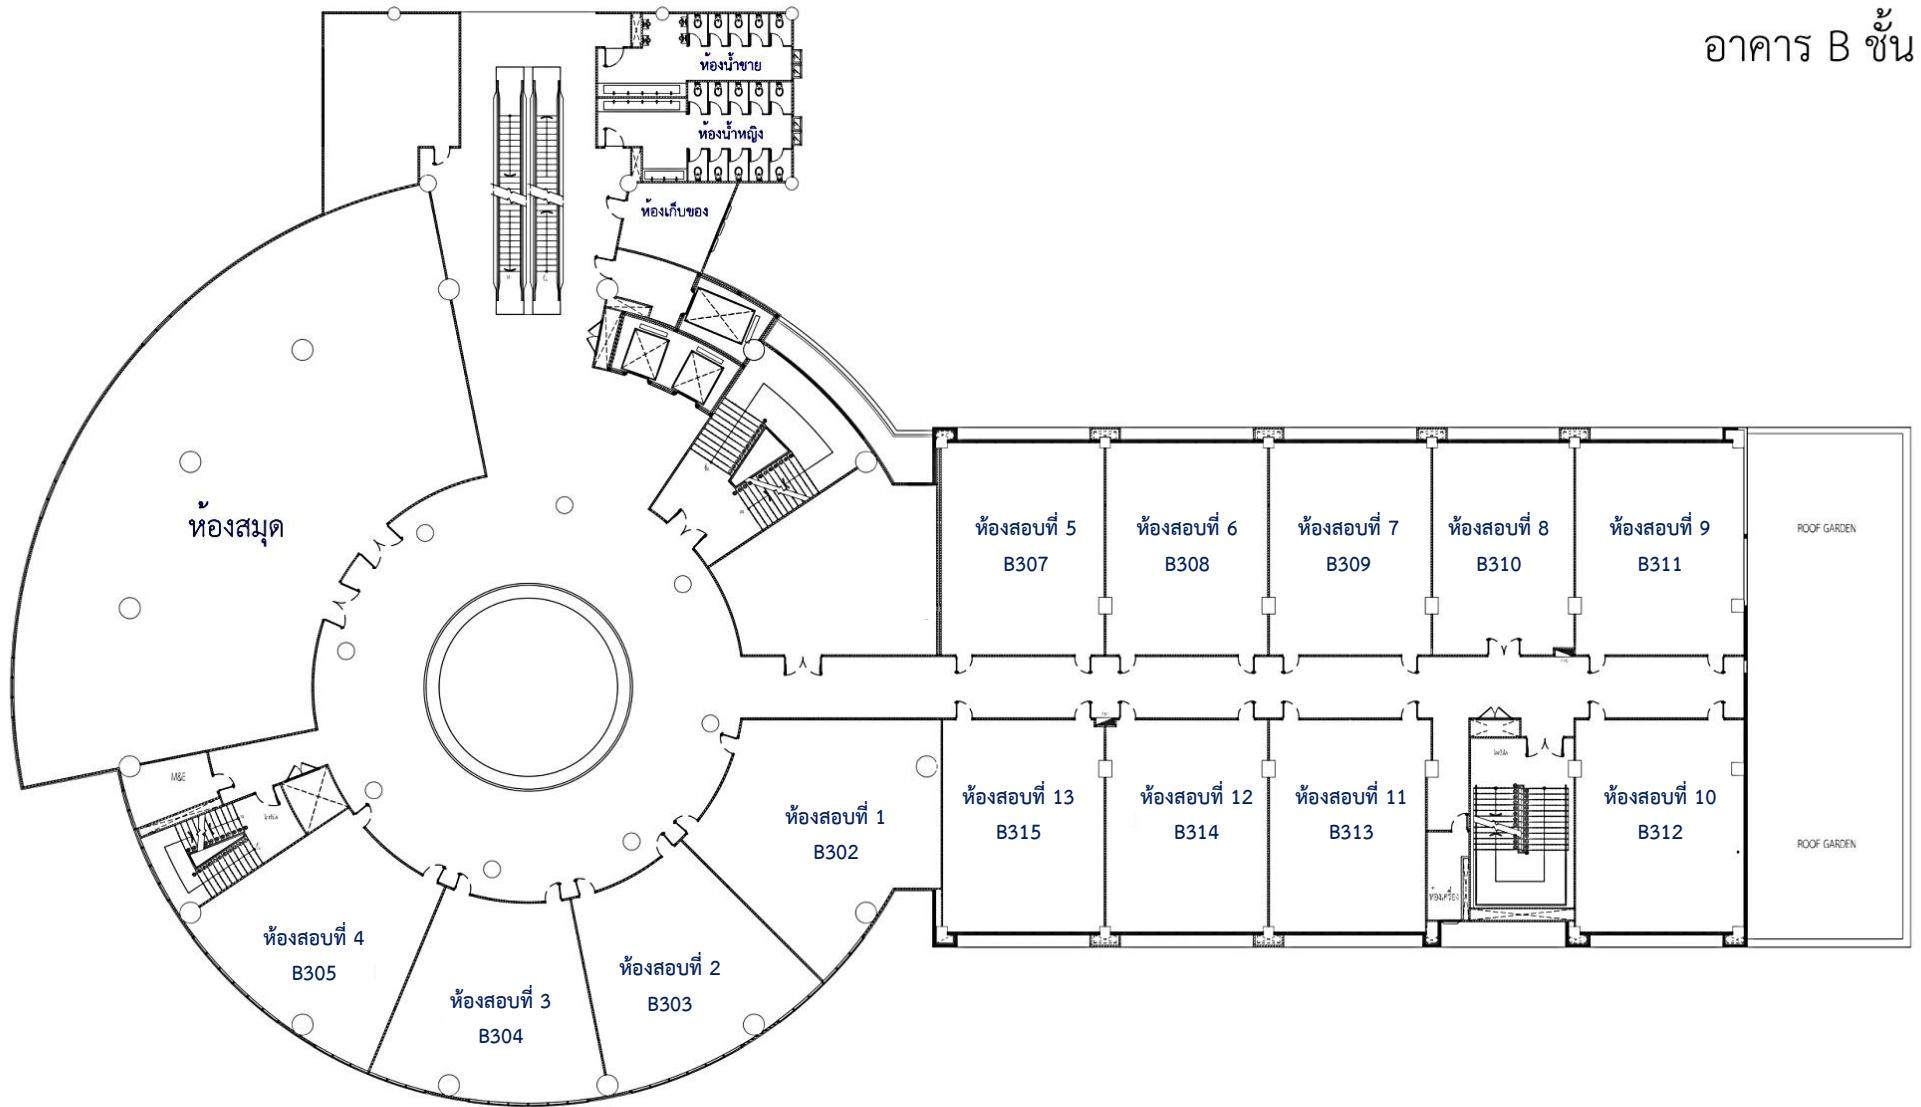 อาคาร B ชั้น
ห้องน้ำชาย
ห้องน้ำหญิง
ห้องเก็บของ
ห้องสมุด
ห้องสอบที่ 5
B307
ห้องสอบที่ 6
B308
ห้องสอบที่ 7
B309
ห้องสอบที่ 8
B310
ห้องสอบที่ 9
B311
ROOF GARDEN
M&E
ห้องสอบที่ 1
B302
ห้องสอบที่ 13
B315
ห้องสอบที่ 12
B314
ห้องสอบที่ 11
B313
ห้องสอบที่ 10
B312
ROOF GARDEN
ห้องเครื่อง
ห้องสอบที่ 4
B305
ห้องสอบที่ 3
B304
ห้องสอบที่ 2
B303